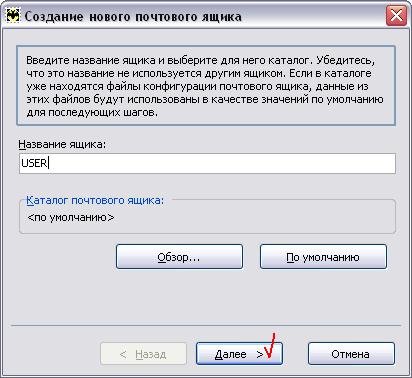 Создание нового почтового ящика
Введите название ящика и выберите для него каталог. Убедитесь,
что это название не используется другим ящиком. Если в каталоге
уже находятся файлы конфигурации почтового ящика, данные из
этих файлов будут использованы в качестве значений по умолчанию
для последующих шагов.
Название ящика:
USER
Каталог почтового ящика:
<по умолчанию>
Обзор... По умолчанию
< Назад Далее > Отмена